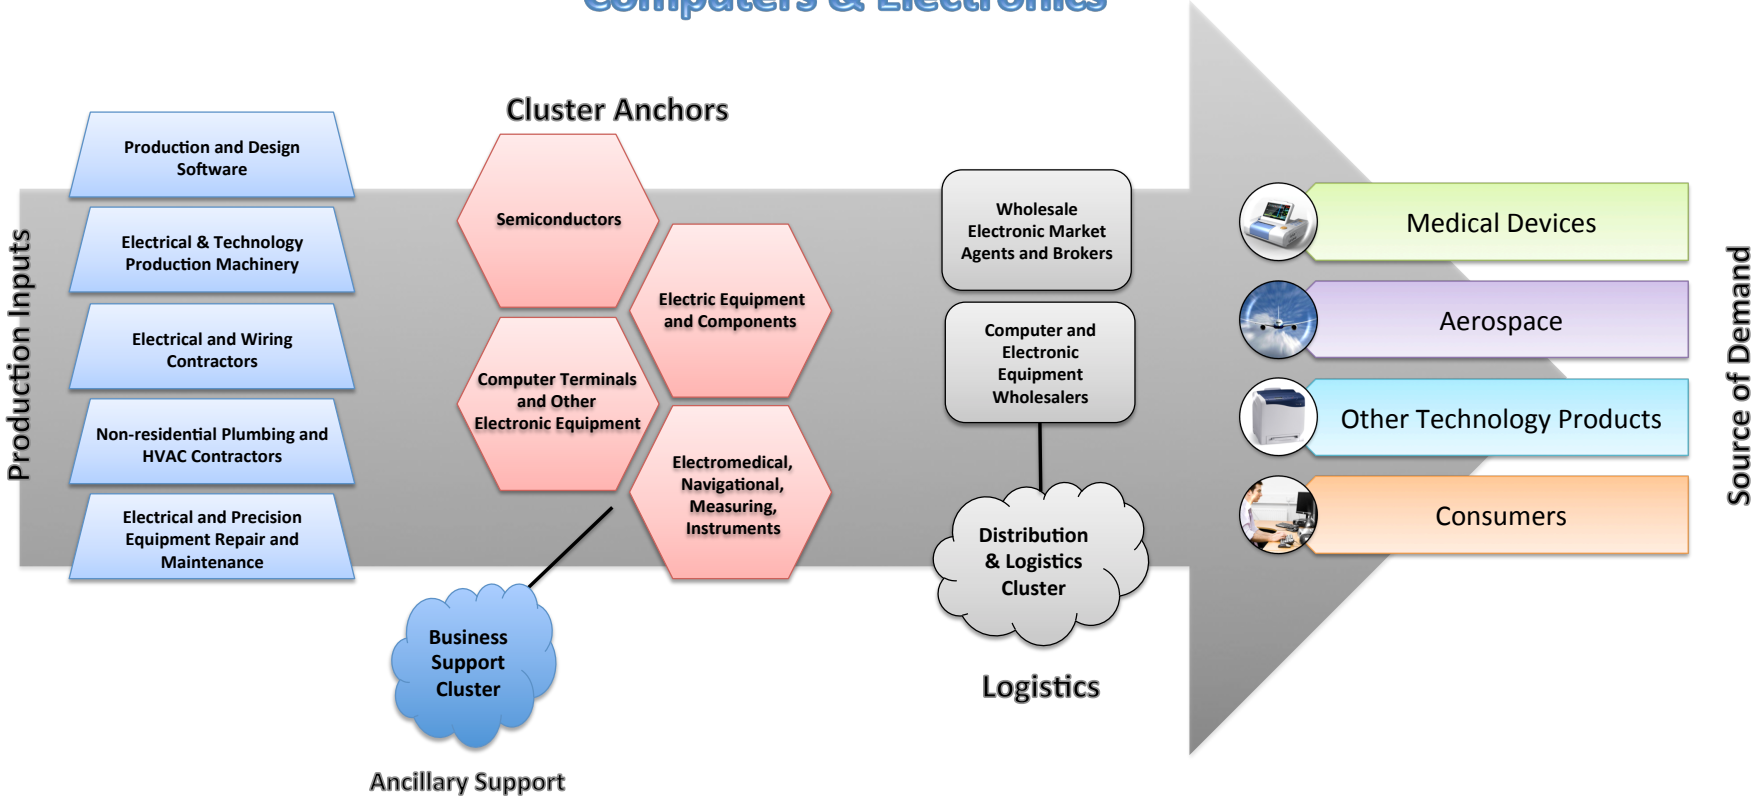 Computers & Electronics
Cluster Anchors
Production Inputs
Production and Design
Software
Electrical & Technology
Production Machinery
Electrical and Wiring
Contractors
Non-residential Plumbing and
HVAC Contractors
Electrical and Precision
Equipment Repair and
Maintenance
Semiconductors
Electric Equipment
and Components
Computer Terminals
and Other
Electronic Equipment
Electromedical,
Navigational,
Measuring,
Instruments
Business
Support
Cluster
Ancillary Support
Wholesale
Electronic Market
Agents and Brokers
Computer and
Electronic
Equipment
Wholesalers
Distribution
& Logistics
Cluster
Logistics
Medical Devices
Aerospace
Other Technology Products
Consumers
Source of Demand